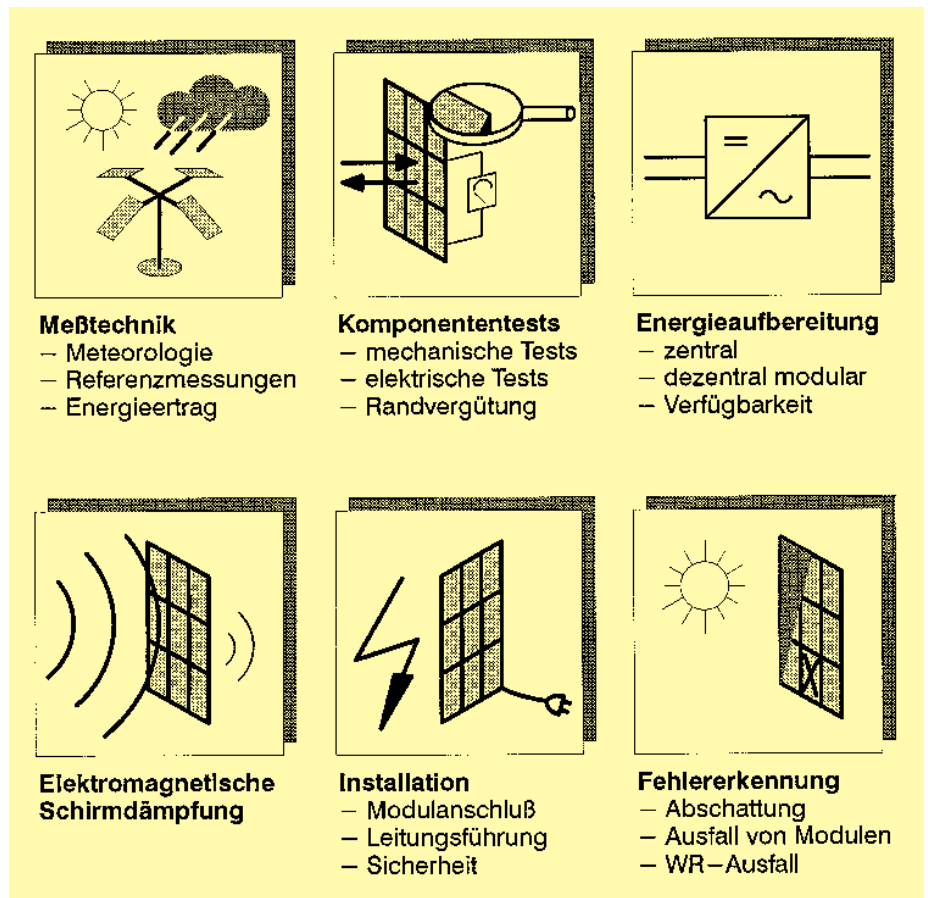 Meßtechnik
– Meteorologie
– Referenzmessungen
– Energieertrag
Komponententests
– mechanische Tests
– elektrische Tests
– Randvergütung
Energieaufbereitung
– zentral
– dezentral modular
– Verfügbarkeit
Elektromagnetische
Schirmdämpfung
Installation
– Modulanschluß
– Leitungsführung
– Sicherheit
Fehlererkennung
– Abschattung
– Ausfall von Modulen
– WR–Ausfall